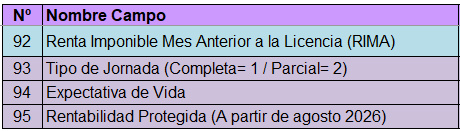 Nº Nombre Campo
92 Renta Imponible Mes Anterior a la Licencia (RIMA)
93 Tipo de Jornada (Completa= 1 / Parcial= 2)
94 Expectativa de Vida
95 Rentabilidad Protegida (A partir de agosto 2026)